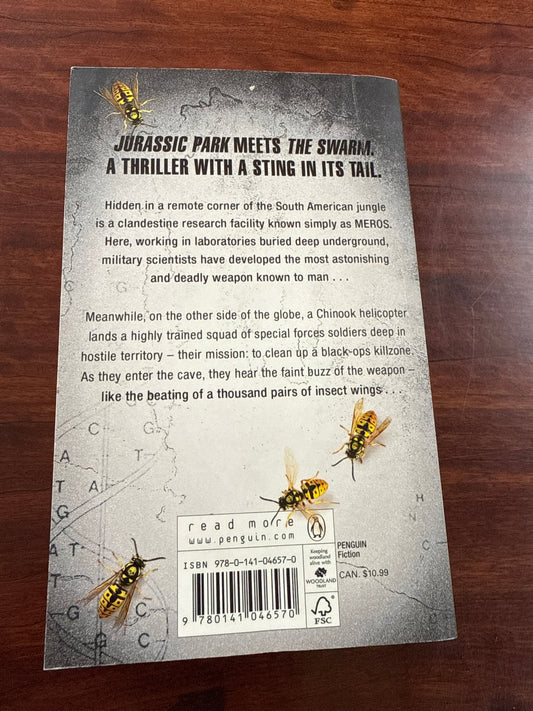 JURASSIC PARK MEETS THE SWARM.
A THRILLER WITH A STING IN ITS TAIL.
Hidden in a remote corner of the South American jungle
is a clandestine research facility known simply as MEROS.
Here, working in laboratories buried deep underground,
military scientists have developed the most astonishing
and deadly weapon known to man . . .
Meanwhile, on the other side of the globe, a Chinook helicopter
lands a highly trained squad of special forces soldiers deep in
hostile territory – their mission: to clean up a black-ops killzone.
As they enter the cave, they hear the faint buzz of the weapon –
like the beating of a thousand pairs of insect wings . . .
C G
A C T
T A
G
A T
T G C
G C
G C
H
N
C
read more
www.penguin.com
ISBN 978-0-141-04657-0
9 780141 046570
Keeping
woodland
alive with
WOODLAND
TRUST
FSC
PENGUIN
Fiction
CAN. $10.99